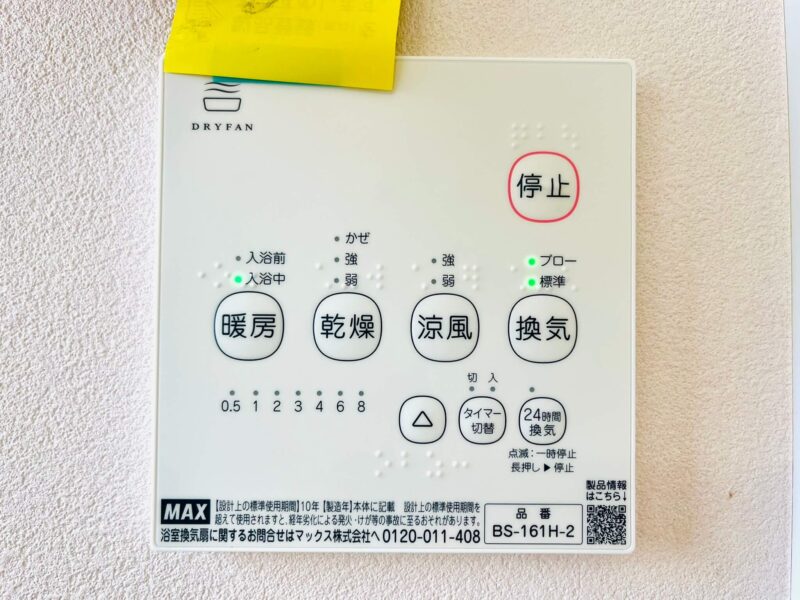 DRYFAN
停止
かぜ
入浴前
強
強
ブロー
入浴中
弱
弱
標準
暖房
乾燥
涼風
換気
切 入
0.5 1 2 3 4 6 8
△
タイマー
切替
24時間
換気
点滅:一時停止
長押し▶停止
製品情報
はこちら↓
MAX
【設計上の標準使用期間】10年【製造年】本体に記載 設計上の標準使用期間を
超えて使用されますと、経年劣化による発火・けが等の事故に至るおそれがあります。
浴室換気扇に関するお問合せはマックス株式会社へ 0120-011-408
品番
BS-161H-2